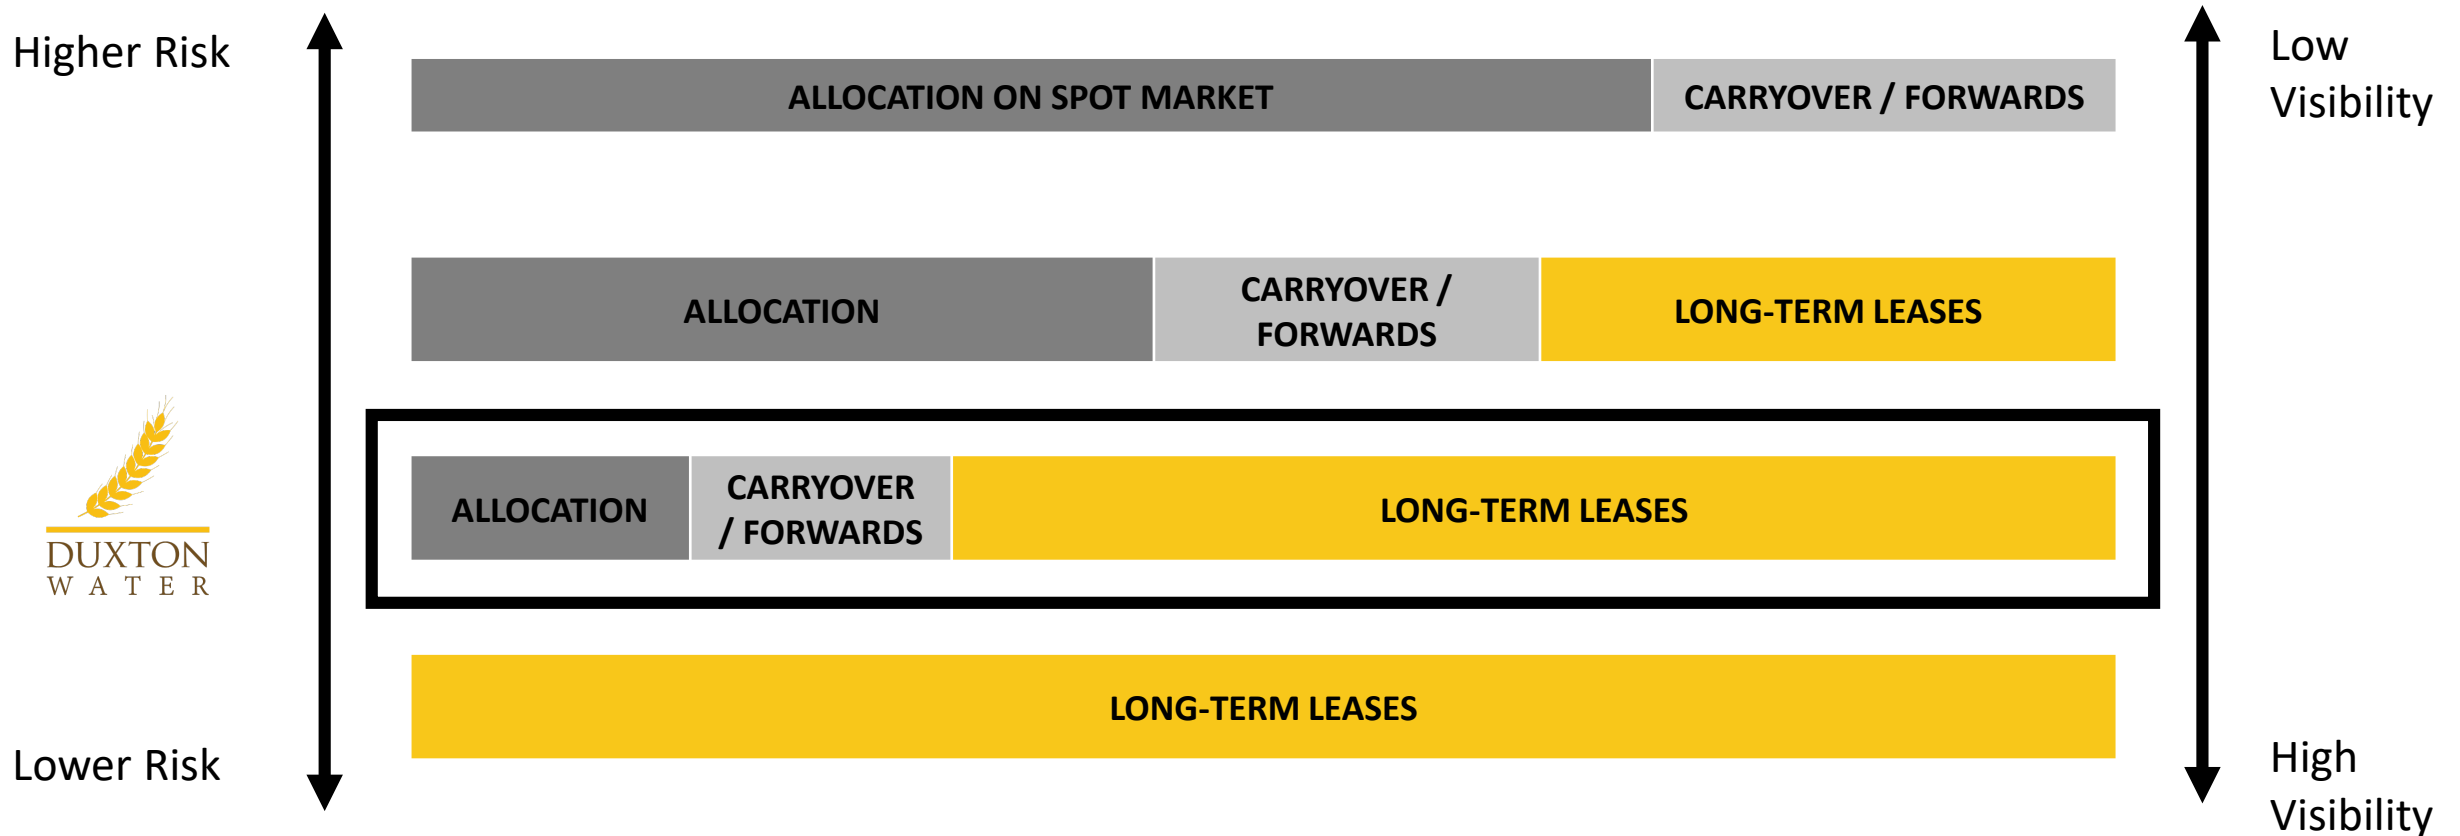 Higher Risk
Low
Visibility
ALLOCATION ON SPOT MARKET
CARRYOVER / FORWARDS
ALLOCATION
CARRYOVER /
FORWARDS
LONG-TERM LEASES
DUXTON
WATER
ALLOCATION
CARRYOVER
/ FORWARDS
LONG-TERM LEASES
LONG-TERM LEASES
Lower Risk
High
Visibility